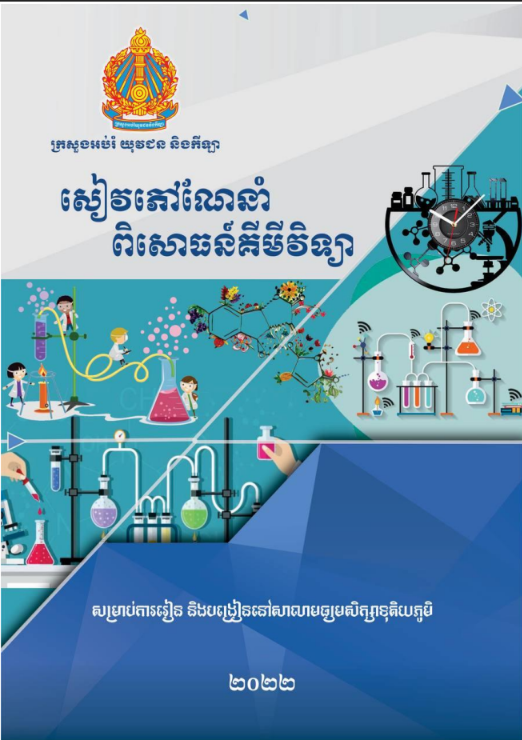 ក្រសួងអប់រំ យុវជន និងកីឡា
សៀវភៅណែនាំ
ពិសោធន៍គីមីវិទ្យា
សម្រាប់ការរៀន និងបង្រៀននៅសាលាមធ្យមសិក្សាទុតិយភូមិ
២០២២